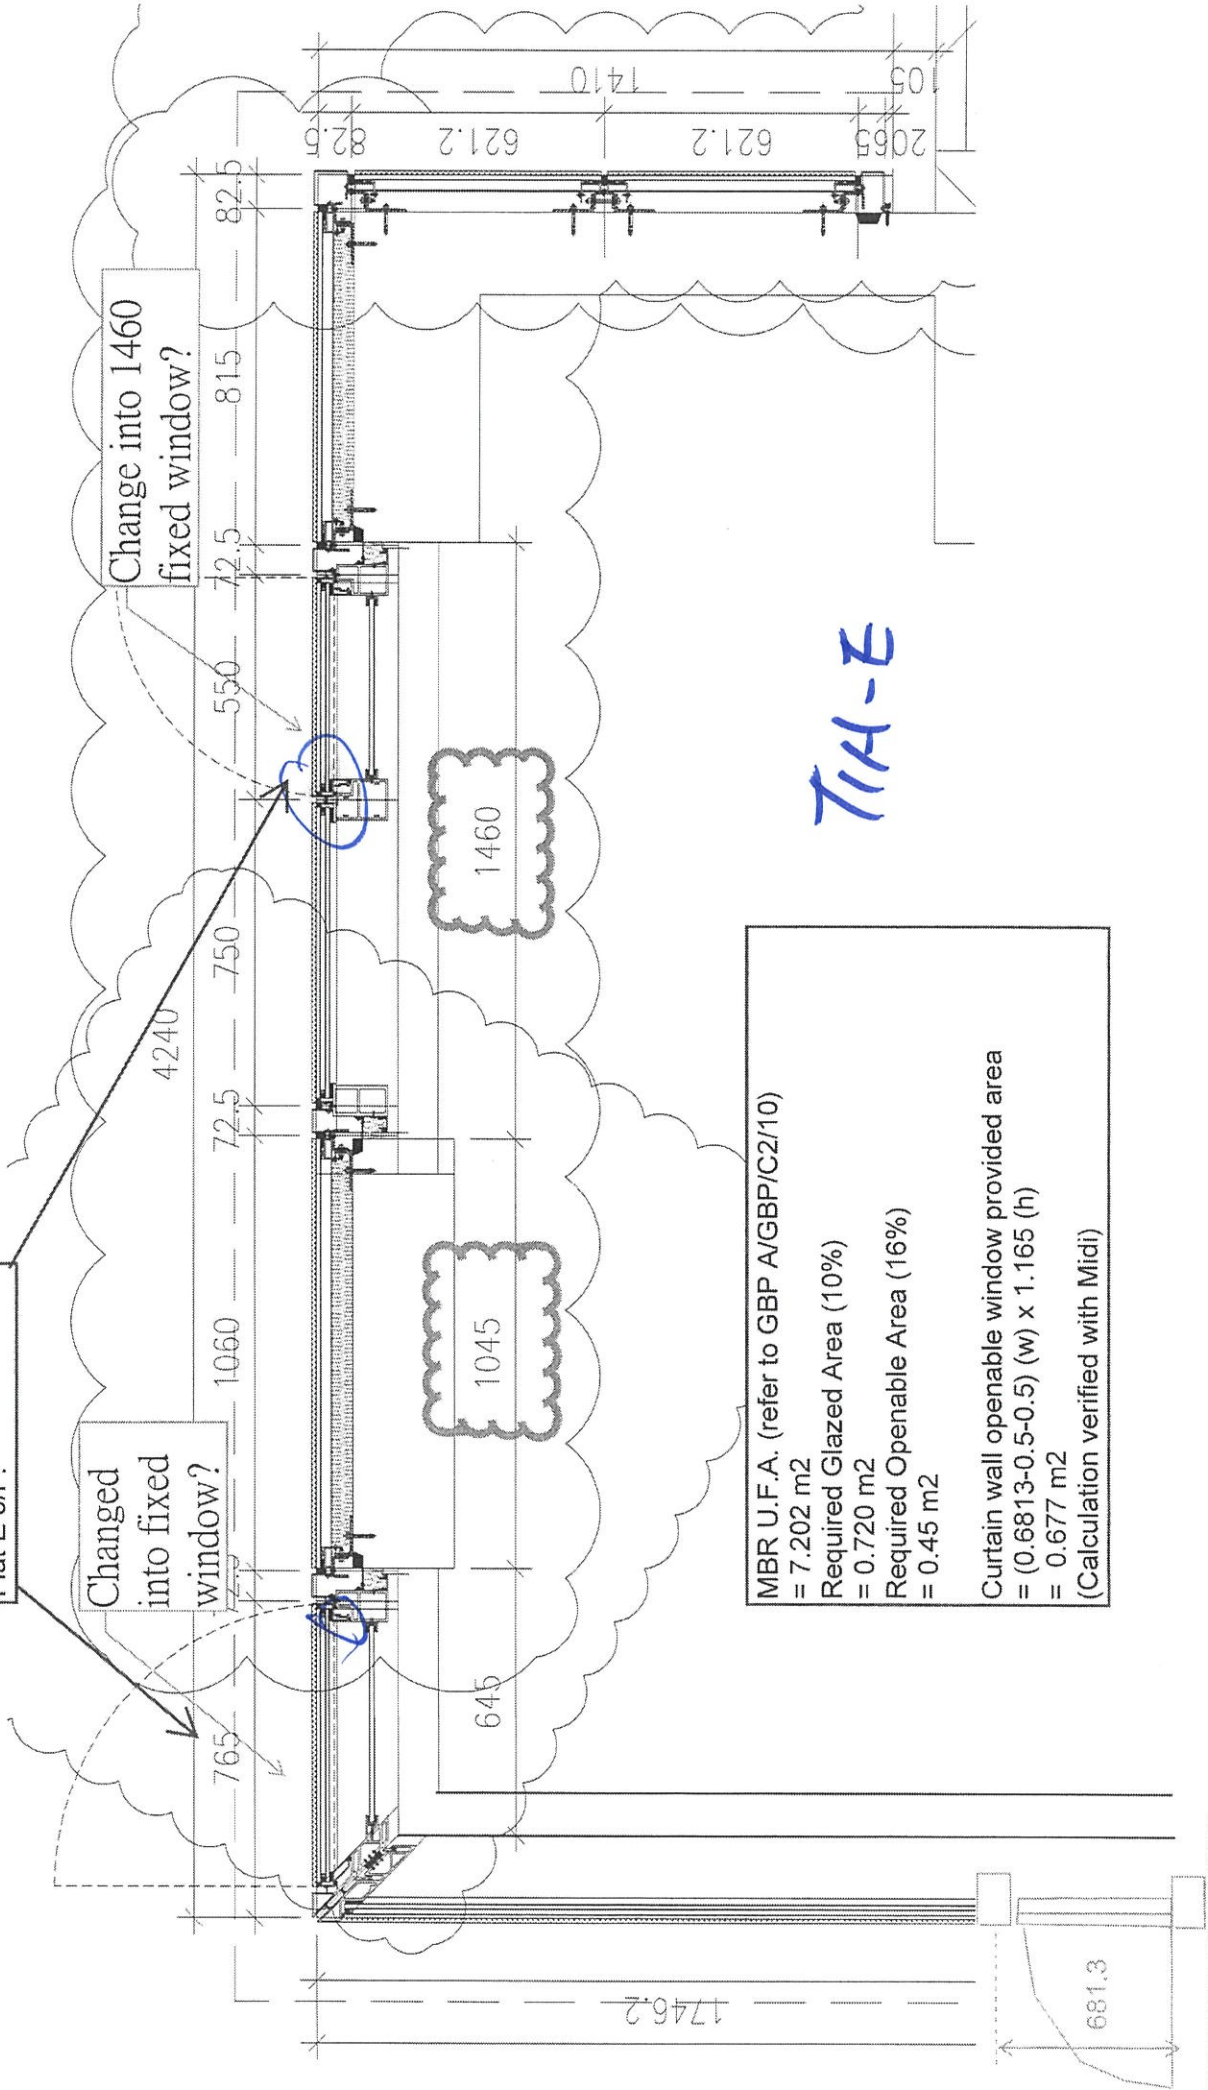 Flat E
Changed
into fixed
window?
Change into 1460
fixed window?
4240
765
1060
72.5
750
550
72.5
815
82.5
82.5
621.2
621.2
2065
1410
105
645
1045
1460
1746.2
681.3
MBR U.F.A. (refer to GBP A/GBP/C2/10)
= 7.202 m2
Required Glazed Area (10%)
= 0.720 m2
Required Openable Area (16%)
= 0.45 m2
Curtain wall openable window provided area
= (0.6813-0.5-0.5) (w) x 1.165 (h)
= 0.677 m2
(Calculation verified with Midi)